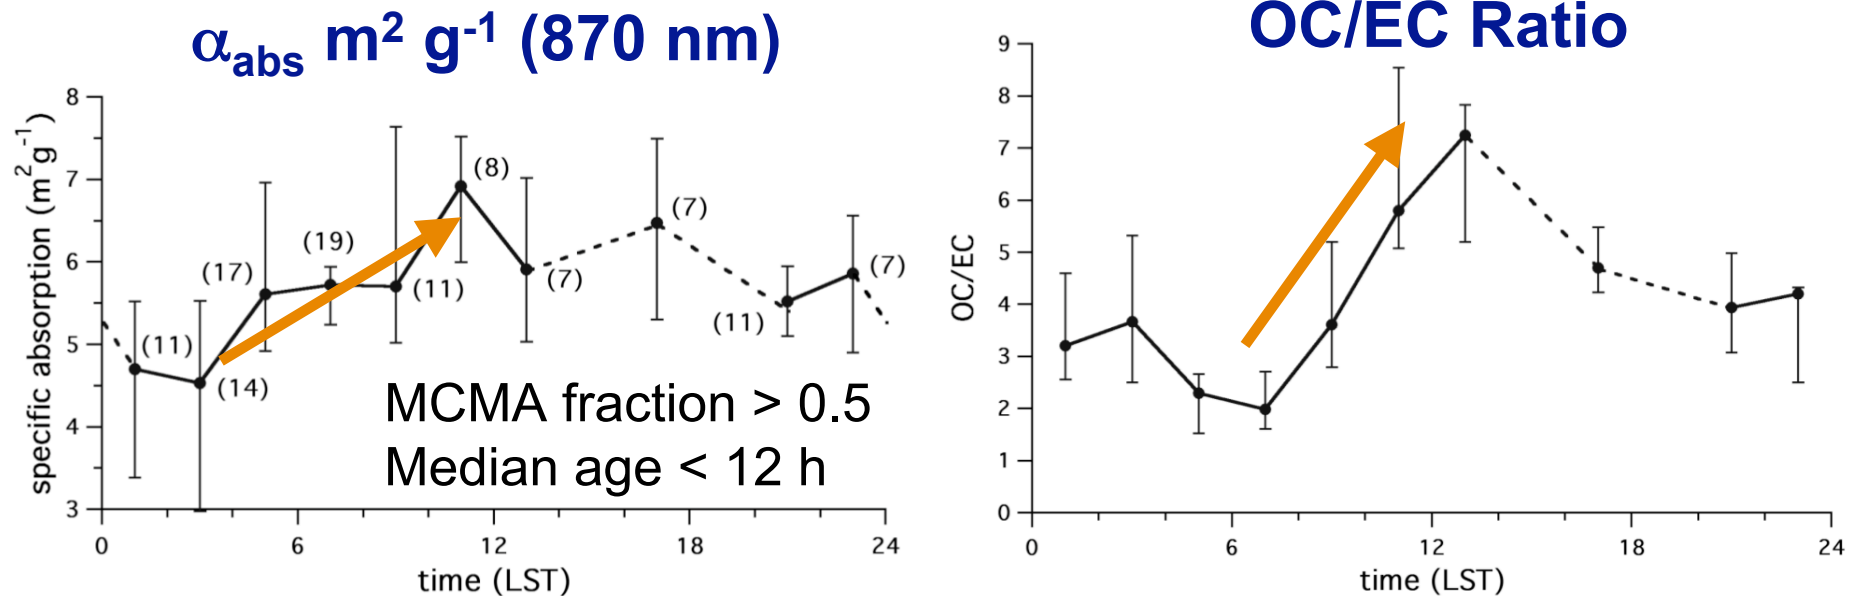 αabs m² g⁻¹ (870 nm)
8
7
6
5
4
3
specific absorption (m² g⁻¹)
(11)
(14)
(17)
(19)
(11)
(8)
(7)
(7)
(11)
(7)
MCMA fraction > 0.5
Median age < 12 h
0 6 12 18 24
time (LST)
OC/EC Ratio
9
8
7
6
5
4
3
2
1
0
OC/EC
0 6 12 18 24
time (LST)